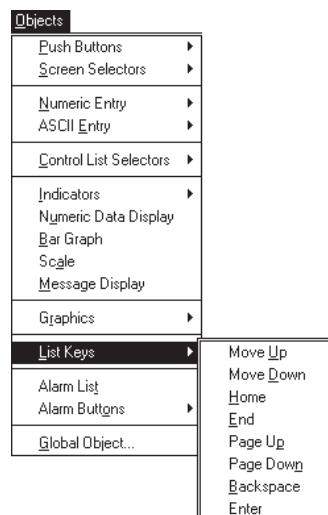 Objects
Push Buttons
Screen Selectors
Numeric Entry
ASCII Entry
Control List Selectors
Indicators
Numeric Data Display
Bar Graph
Scale
Message Display
Graphics
List Keys
Move Up
Move Down
Home
End
Page Up
Page Down
Backspace
Enter
Alarm List
Alarm Buttons
Global Object...